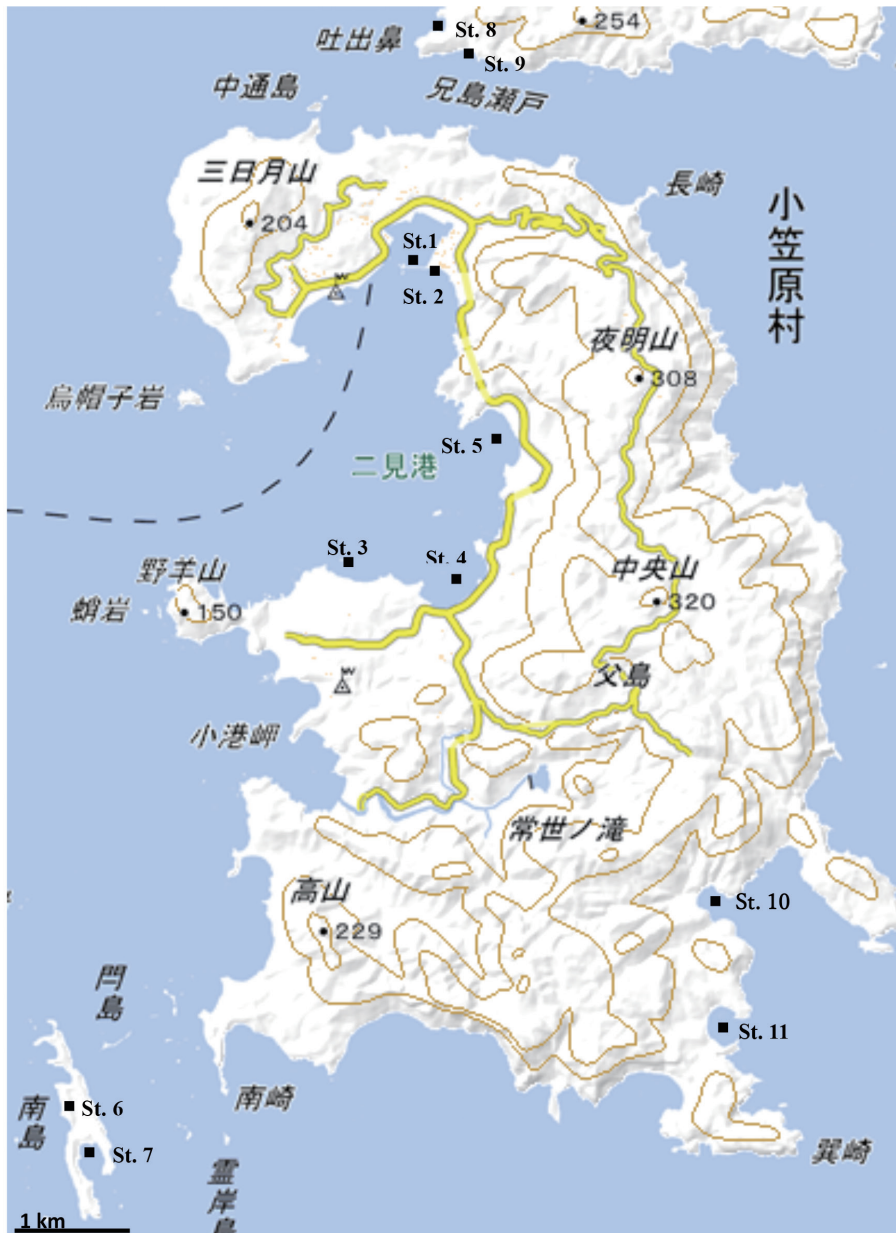 St. 8
254
吐出鼻
St. 9
中通島
兄島瀬戸
三日月山
204
長崎
小笠原村
St.1
St. 2
夜明山
308
烏帽子岩
St. 5
二見港
St. 3
St. 4
野羊山
150
蛸岩
中央山
320
父島
小港岬
常世ノ滝
高山
229
St. 10
閂島
St. 11
南島
St. 6
南崎
St. 7
巽崎
霊岸島
1 km